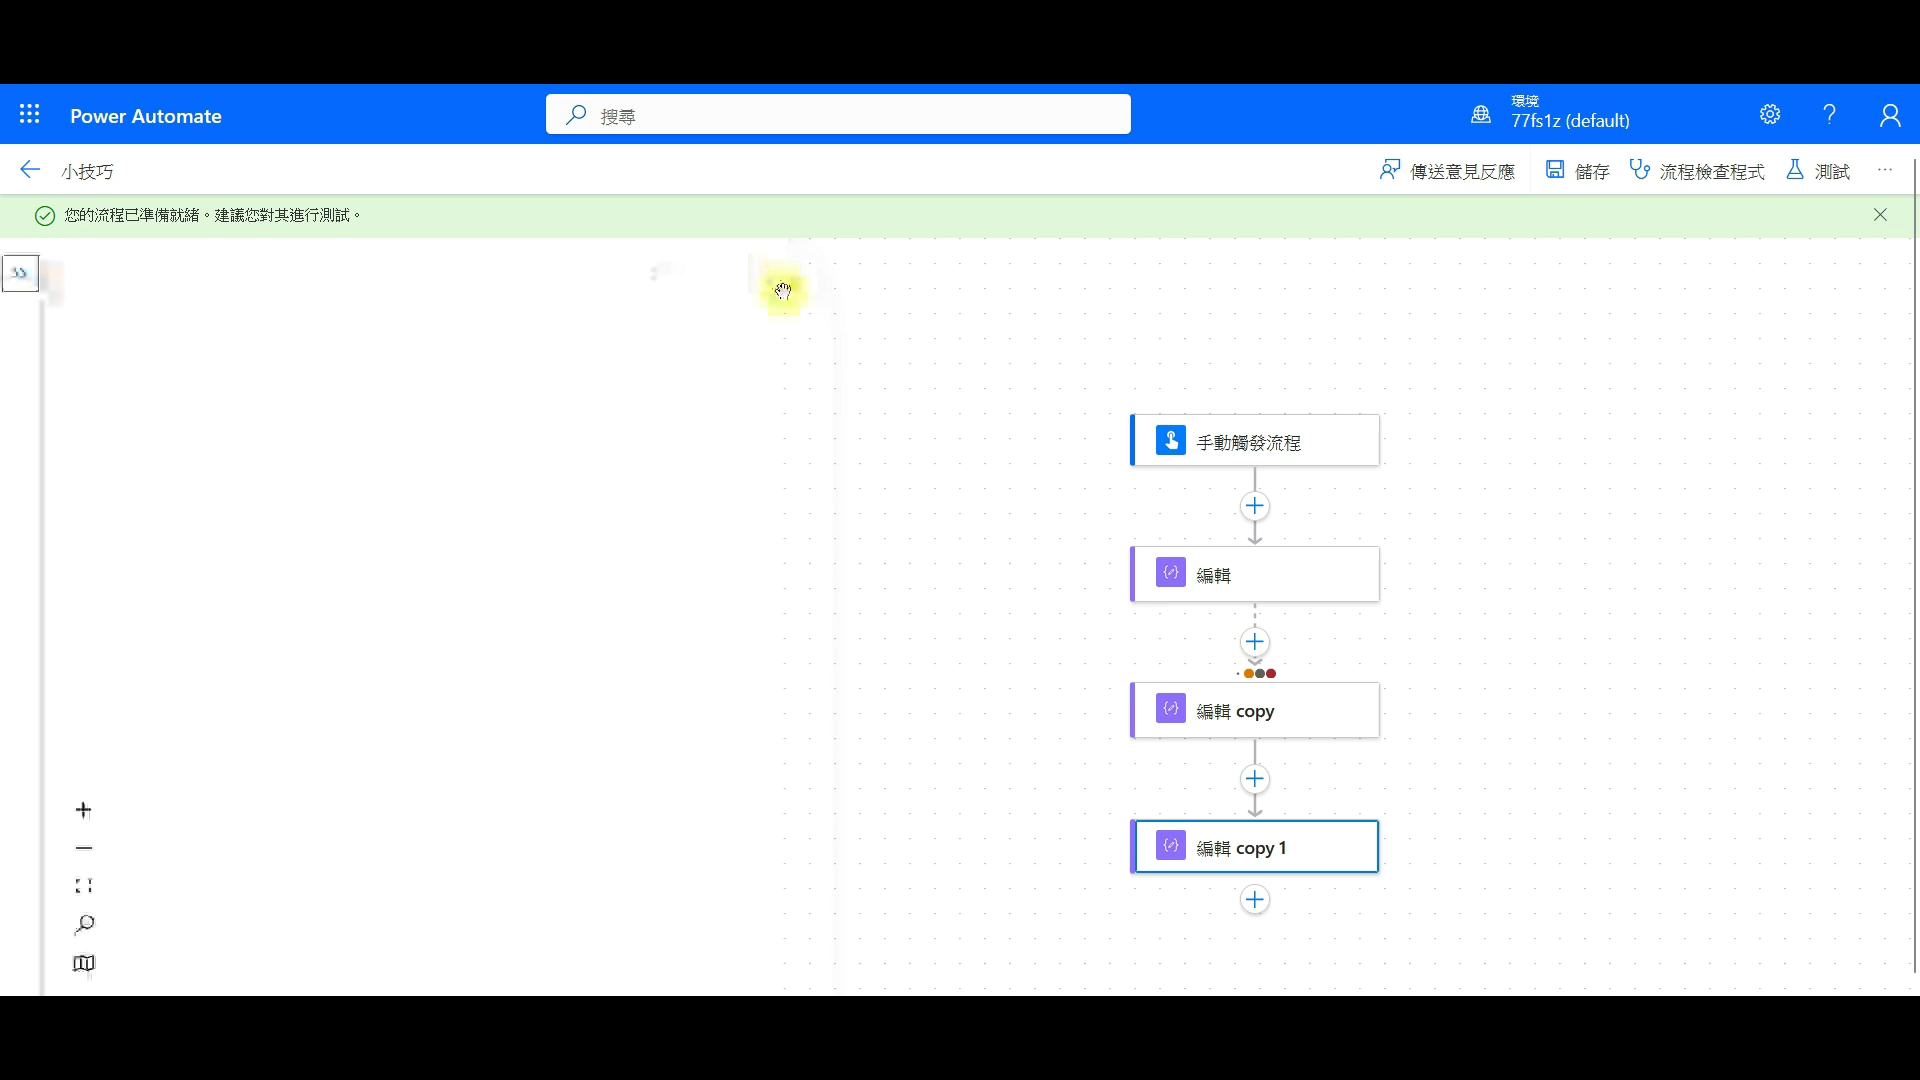 Power Automate
搜尋
環境
77fs1z (default)
小技巧
傳送意見反應
儲存
流程檢查程式
測試
您的流程已準備就緒。建議您對其進行測試。
手動觸發流程
編輯
編輯 copy
編輯 copy 1